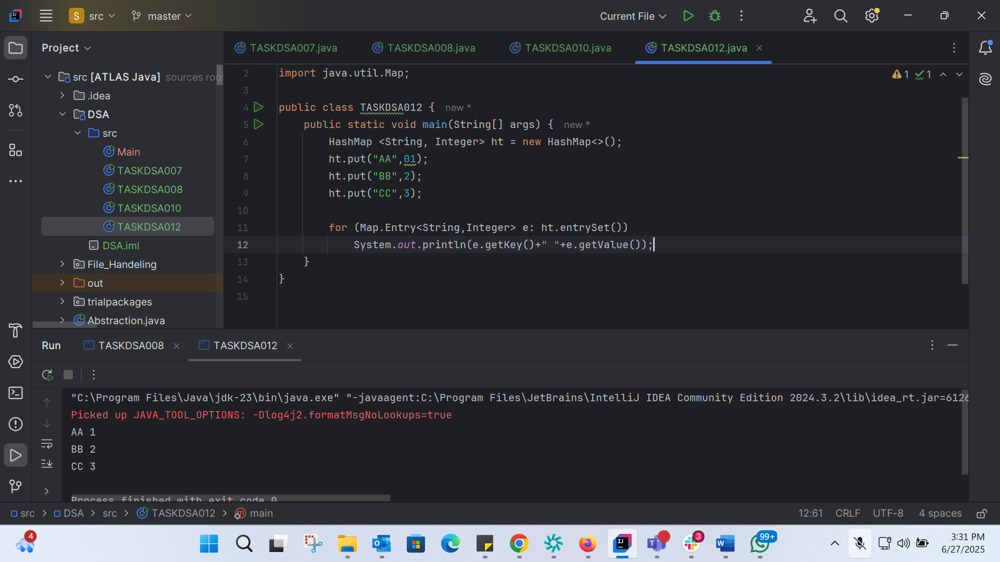 S src master Current File
Project
TASKDSA007.java TASKDSA008.java TASKDSA010.java TASKDSA012.java
src [ATLAS Java] sources roo
.idea
DSA
src
Main
TASKDSA007
TASKDSA008
TASKDSA010
TASKDSA012
DSA.iml
File_Handeling
out
trialpackages
Abstraction.java
1 1
2 import java.util.Map;
3
4 public class TASKDSA012 { new *
5 public static void main(String[] args) { new *
6 HashMap <String, Integer> ht = new HashMap<>();
7 ht.put("AA",01);
8 ht.put("BB",2);
9 ht.put("CC",3);
10
11 for (Map.Entry<String,Integer> e: ht.entrySet())
12 System.out.println(e.getKey()+" "+e.getValue());
13 }
14 }
15
Run TASKDSA008 TASKDSA012
"C:\Program Files\Java\jdk-23\bin\java.exe" "-javaagent:C:\Program Files\JetBrains\IntelliJ IDEA Community Edition 2024.3.2\lib\idea_rt.jar=6126
Picked up JAVA_TOOL_OPTIONS: -Dlog4j2.formatMsgNoLookups=true
AA 1
BB 2
CC 3
Process finished with exit code 0
src > DSA > src > TASKDSA012 > main 12:61 CRLF UTF-8 4 spaces
4
3
99+
3:31 PM
6/27/2025